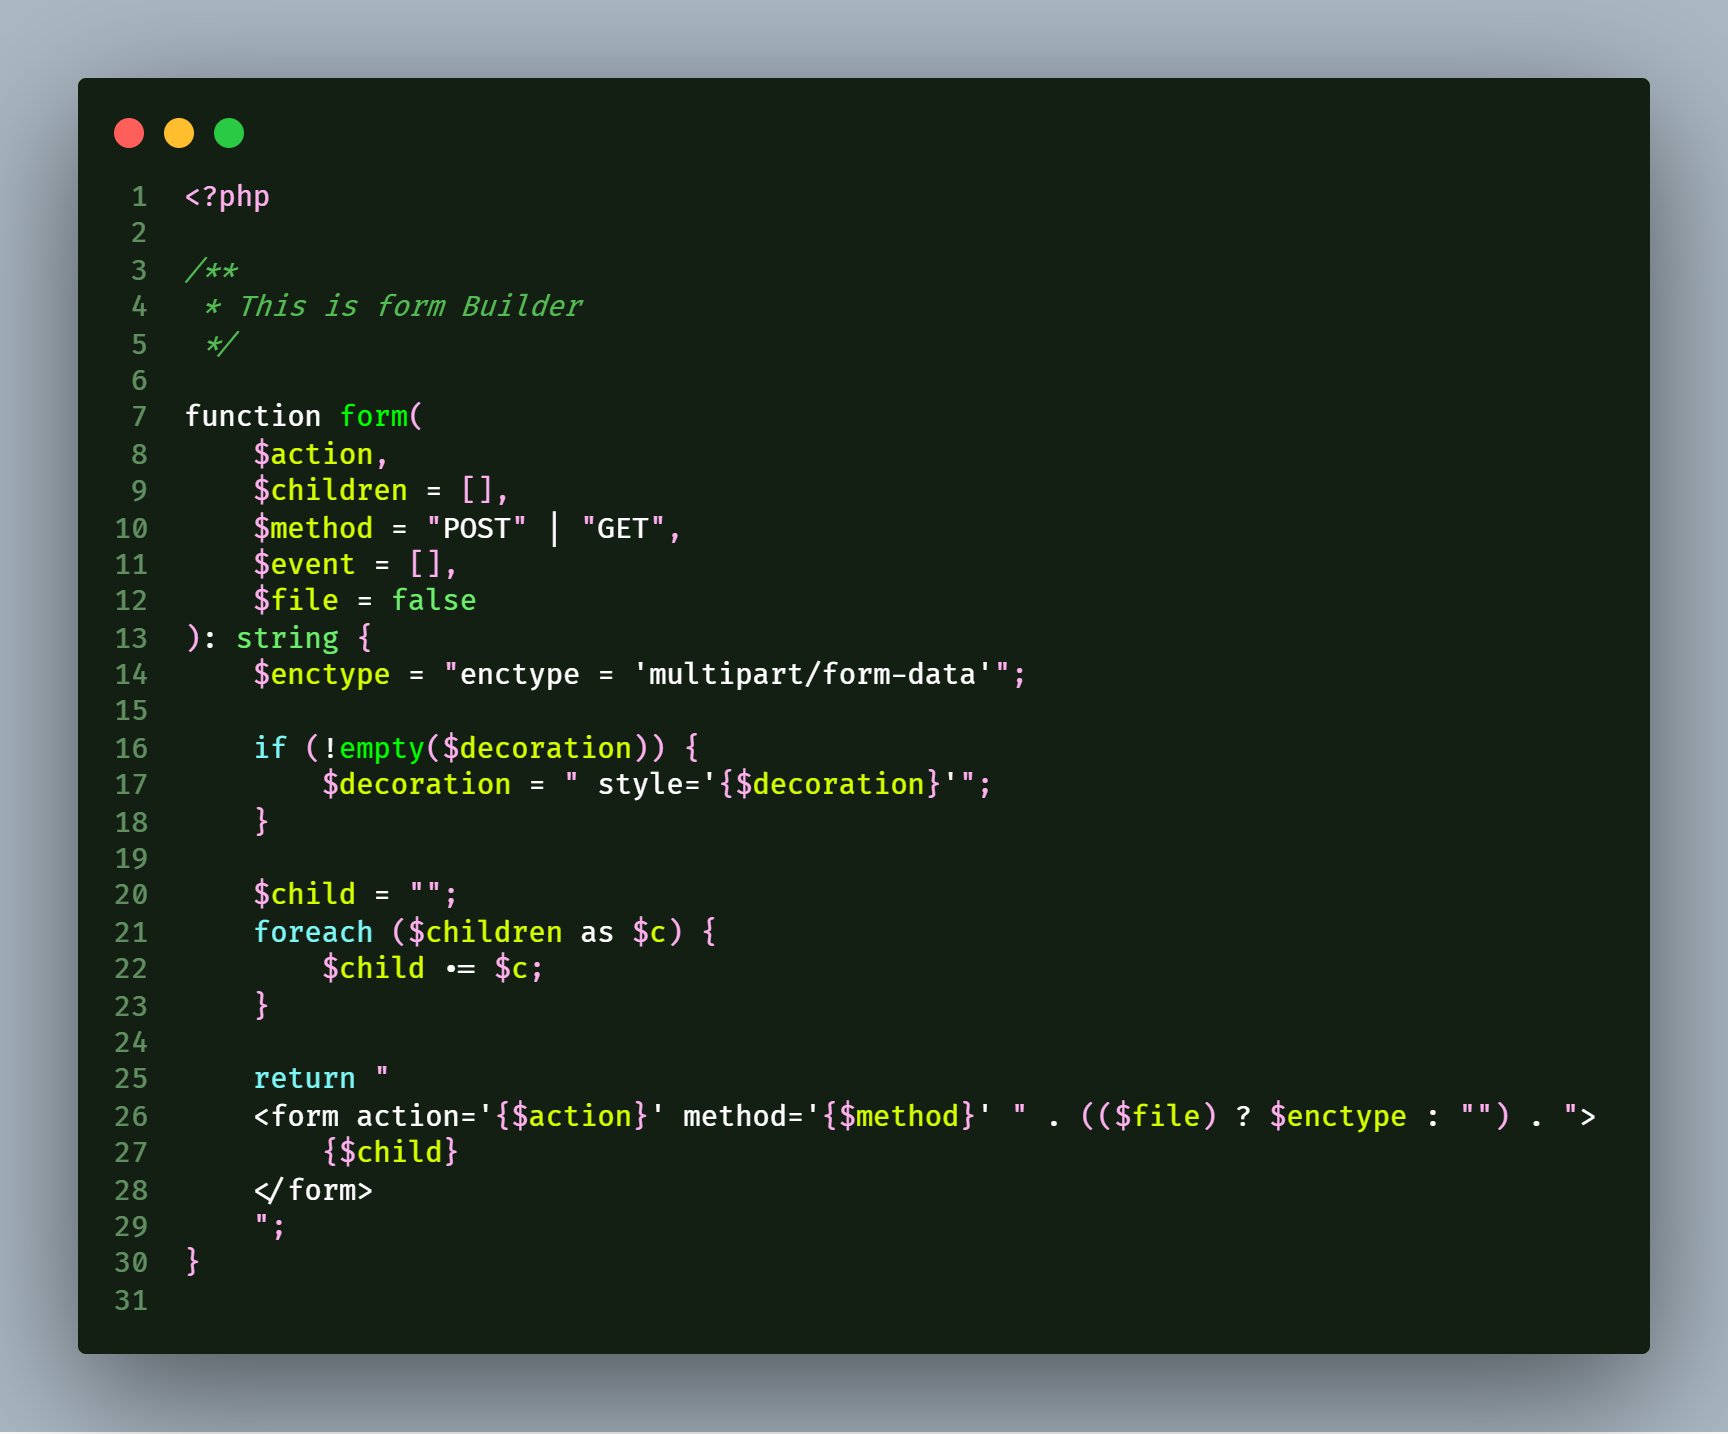 1 <?php
2
3 /**
4  * This is form Builder
5  */
6
7 function form(
8     $action,
9     $children = [],
10     $method = "POST" | "GET",
11     $event = [],
12     $file = false
13 ): string {
14     $enctype = "enctype = 'multipart/form-data'";
15
16     if (!empty($decoration)) {
17         $decoration = " style='{$decoration}'";
18     }
19
20     $child = "";
21     foreach ($children as $c) {
22         $child .= $c;
23     }
24
25     return "
26     <form action='{$action}' method='{$method}' " . (($file) ? $enctype : "") . ">
27         {$child}
28     </form>
29     ";
30 }
31